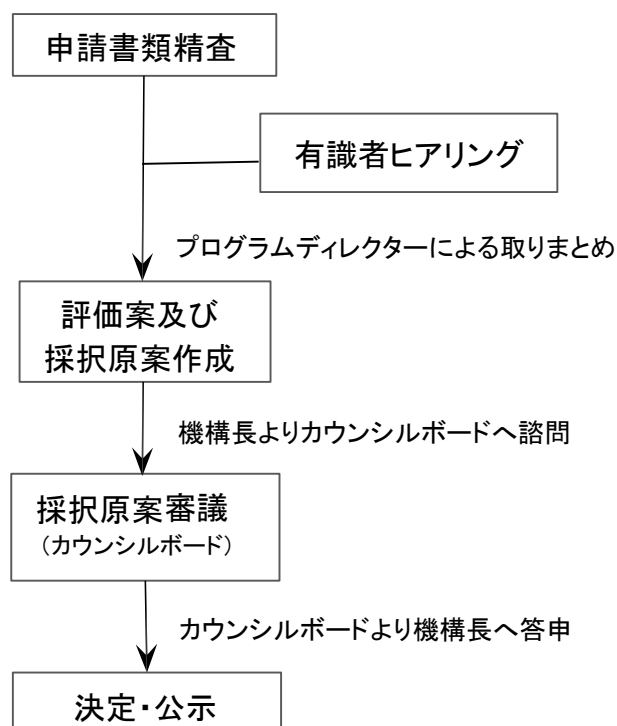 申請書類精査
有識者ヒアリング
プログラムディレクターによる取りまとめ
評価案及び
採択原案作成
機構長よりカウンシルボードへ諮問
採択原案審議
（カウンシルボード）
カウンシルボードより機構長へ答申
決定・公示